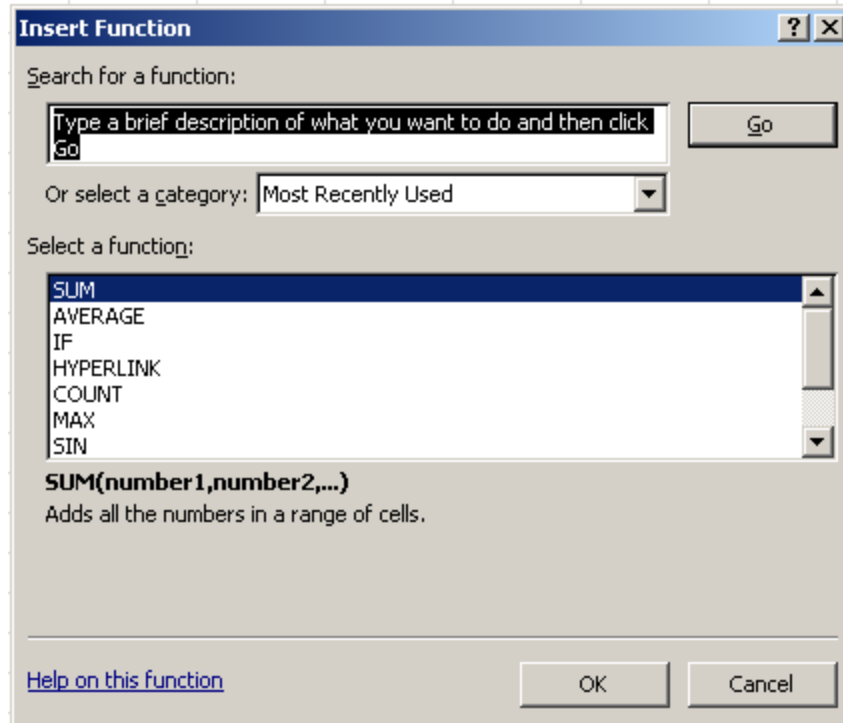 Insert Function
Search for a function:
Type a brief description of what you want to do and then click
Go
Go
Or select a category: Most Recently Used
Select a function:
SUM
AVERAGE
IF
HYPERLINK
COUNT
MAX
SIN
SUM(number1,number2,...)
Adds all the numbers in a range of cells.
Help on this function
OK
Cancel